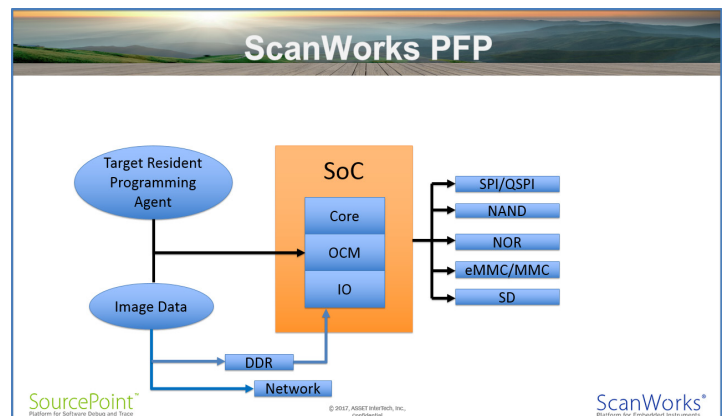 ScanWorks PFP
Target Resident
Programming
Agent
SoC
Core
OCM
IO
SPI/QSPI
NAND
NOR
eMMC/MMC
SD
Image Data
DDR
Network
SourcePoint™
Platform for Software Debug and Trace
© 2017, ASSET InterTech, Inc.,
confidential
ScanWorks®
Platform for Embedded Instruments